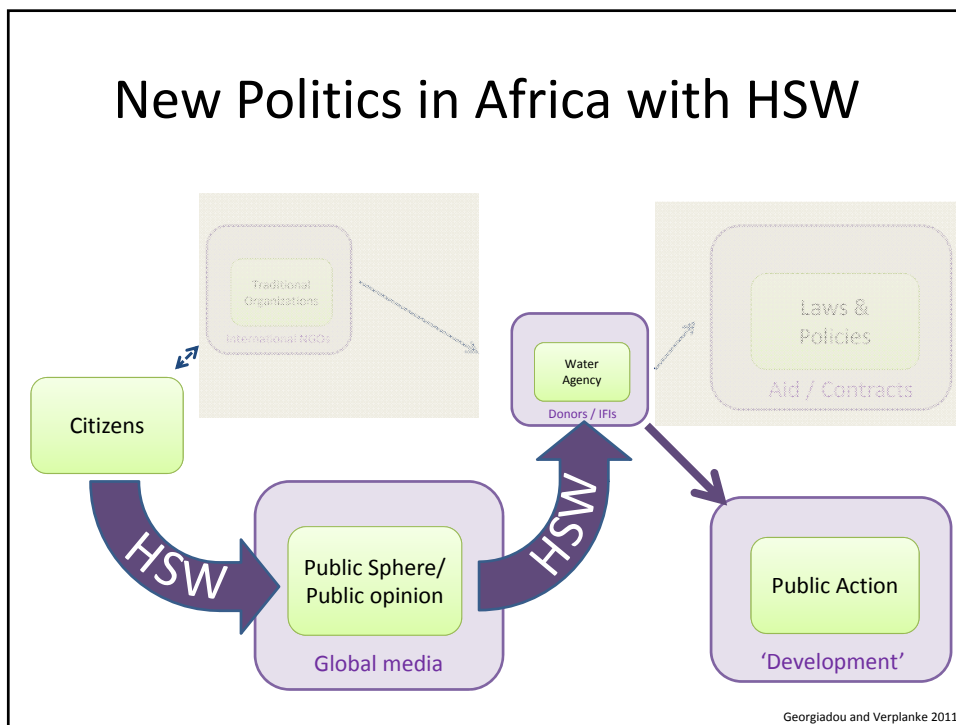 New Politics in Africa with HSW
Traditional
Organizations
International NGOs
Laws &
Policies
Aid / Contracts
Water
Agency
Donors / IFIs
Citizens
HSW
Public Sphere/
Public opinion
Global media
HSW
Public Action
‘Development’
Georgiadou and Verplanke 2011